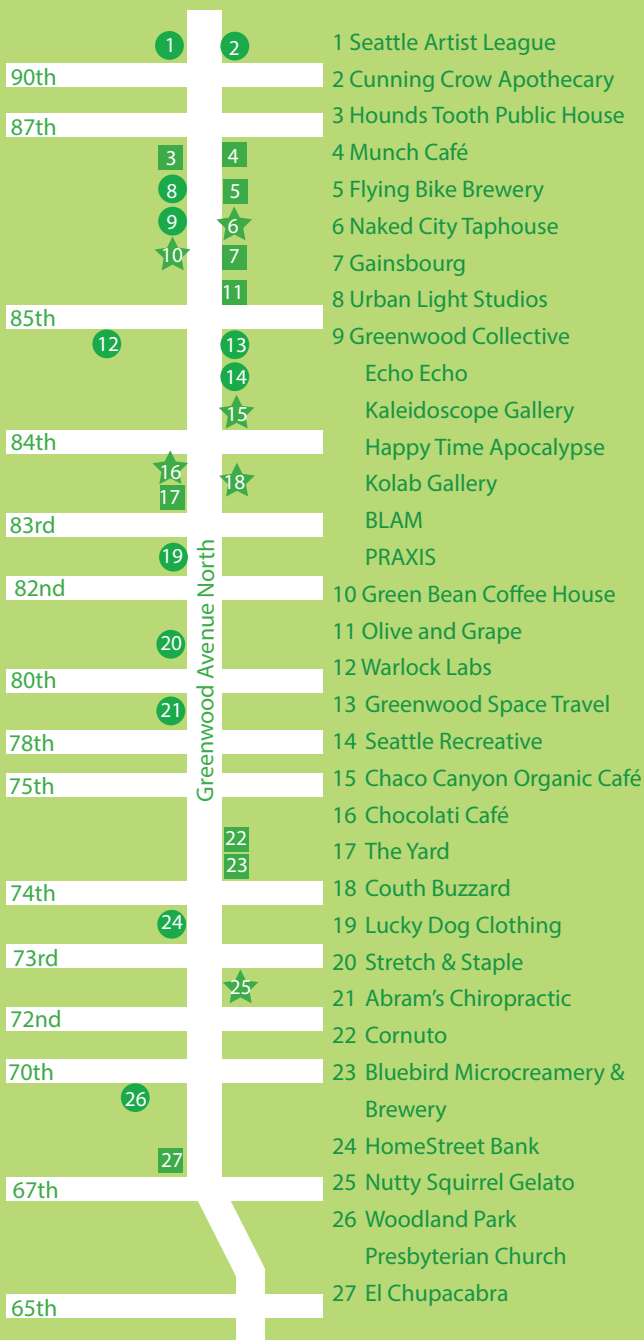 1
2
90th
87th
3
4
8
5
9
6
10
7
11
85th
12
13
14
15
84th
16
18
17
83rd
19
82nd
Greenwood Avenue North
20
80th
21
78th
75th
22
23
74th
24
73rd
25
72nd
70th
26
27
67th
65th
1 Seattle Artist League
2 Cunning Crow Apothecary
3 Hounds Tooth Public House
4 Munch Café
5 Flying Bike Brewery
6 Naked City Taphouse
7 Gainsbourg
8 Urban Light Studios
9 Greenwood Collective
Echo Echo
Kaleidoscope Gallery
Happy Time Apocalypse
Kolab Gallery
BLAM
PRAXIS
10 Green Bean Coffee House
11 Olive and Grape
12 Warlock Labs
13 Greenwood Space Travel
14 Seattle Recreative
15 Chaco Canyon Organic Café
16 Chocolati Café
17 The Yard
18 Couth Buzzard
19 Lucky Dog Clothing
20 Stretch & Staple
21 Abram's Chiropractic
22 Cornuto
23 Bluebird Microcreamery &
Brewery
24 HomeStreet Bank
25 Nutty Squirrel Gelato
26 Woodland Park
Presbyterian Church
27 El Chupacabra